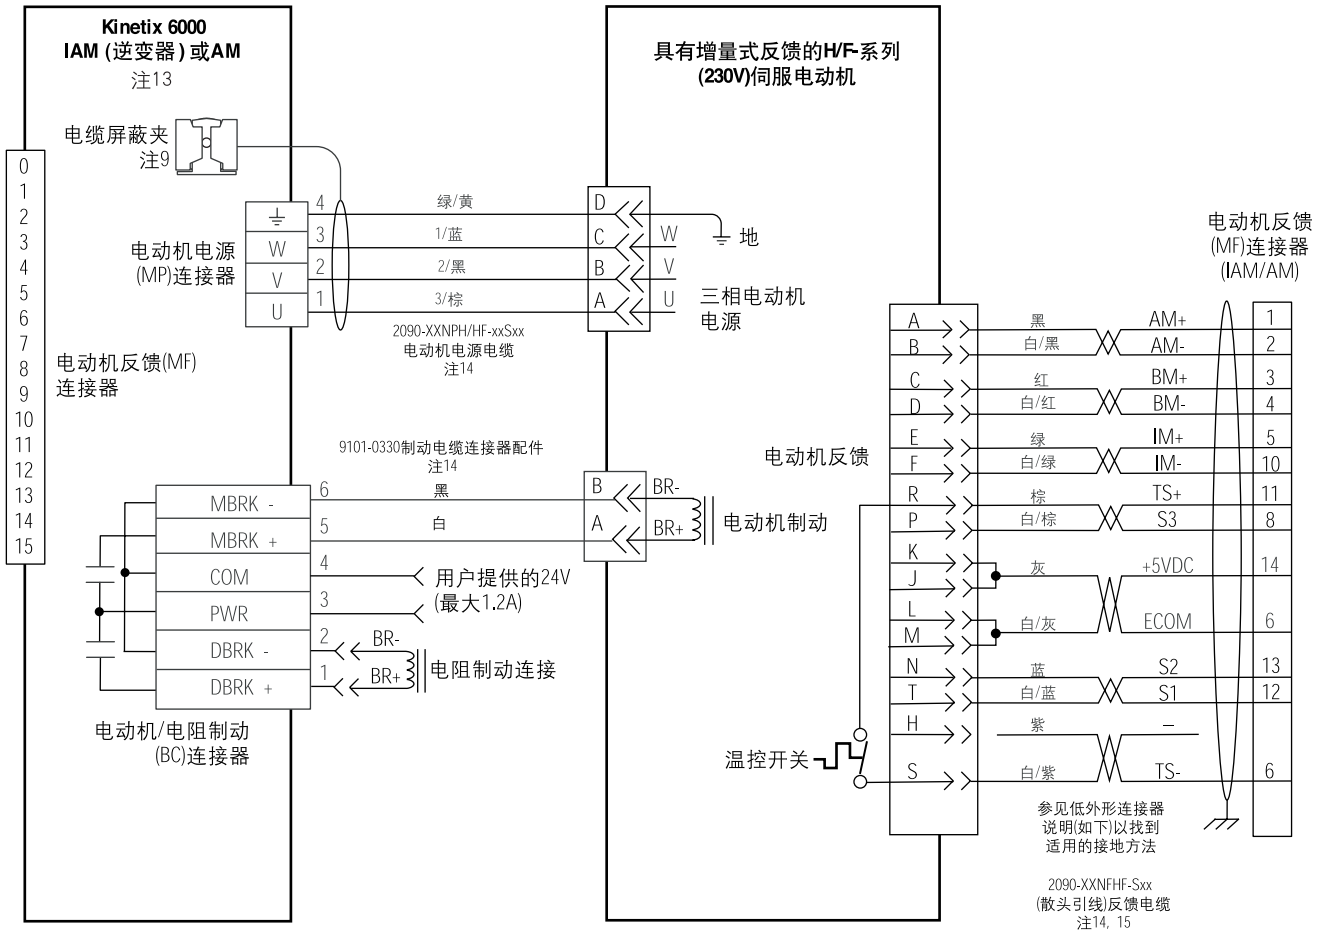 Kinetix 6000
IAM (逆变器) 或AM
注13
电缆屏蔽夹
注9
0
1
2
3
4
5
6
7
8
9
10
11
12
13
14
15
电动机反馈(MF)
连接器
电动机电源
(MP)连接器
W
V
U
4
3
2
1
绿/黄
1/蓝
2/黑
3/棕
2090-XXNPH/HF-xxSxx
电动机电源电缆
注14
具有增量式反馈的H/F-系列
(230V)伺服电动机
D
C
B
A
W
V
U
地
三相电动机
电源
9101-0330制动电缆连接器配件
注14
MBRK -
MBRK +
COM
PWR
DBRK -
DBRK +
6
5
4
3
2
1
黑
白
用户提供的24V
(最大1.2A)
BR-
BR+
电阻制动连接
电动机/电阻制动
(BC)连接器
B
A
BR-
BR+
电动机制动
电动机反馈
温控开关
A
B
C
D
E
F
R
P
K
J
L
M
N
T
H
S
黑
白/黑
红
白/红
绿
白/绿
棕
白/棕
灰
白/灰
蓝
白/蓝
紫
白/紫
AM+
AM-
BM+
BM-
IM+
IM-
TS+
S3
+5VDC
ECOM
S2
S1
–
TS-
电动机反馈
(MF)连接器
(IAM/AM)
1
2
3
4
5
10
11
8
14
6
13
12
6
参见低外形连接器
说明(如下)以找到
适用的接地方法
2090-XXNFHF-Sxx
(散头引线)反馈电缆
注14, 15